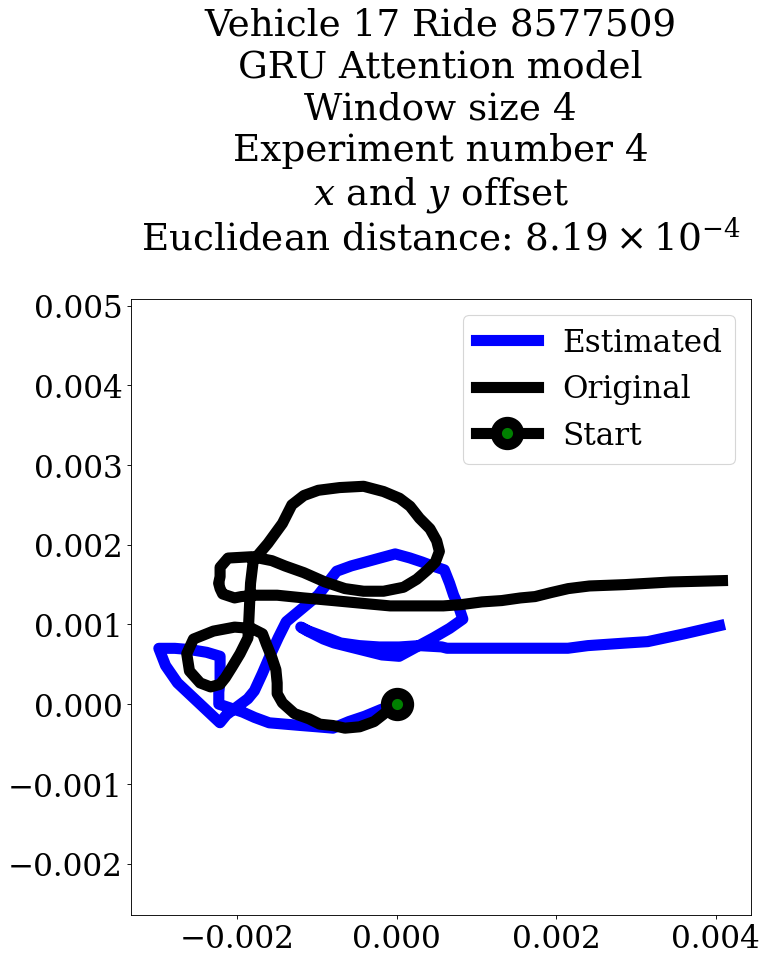 Vehicle 17 Ride 8577509
GRU Attention model
Window size 4
Experiment number 4
x and y offset
Euclidean distance: 8.19 × 10⁻⁴
0.005
0.004
0.003
0.002
0.001
0.000
−0.001
−0.002
Estimated
Original
Start
−0.002
0.000
0.002
0.004